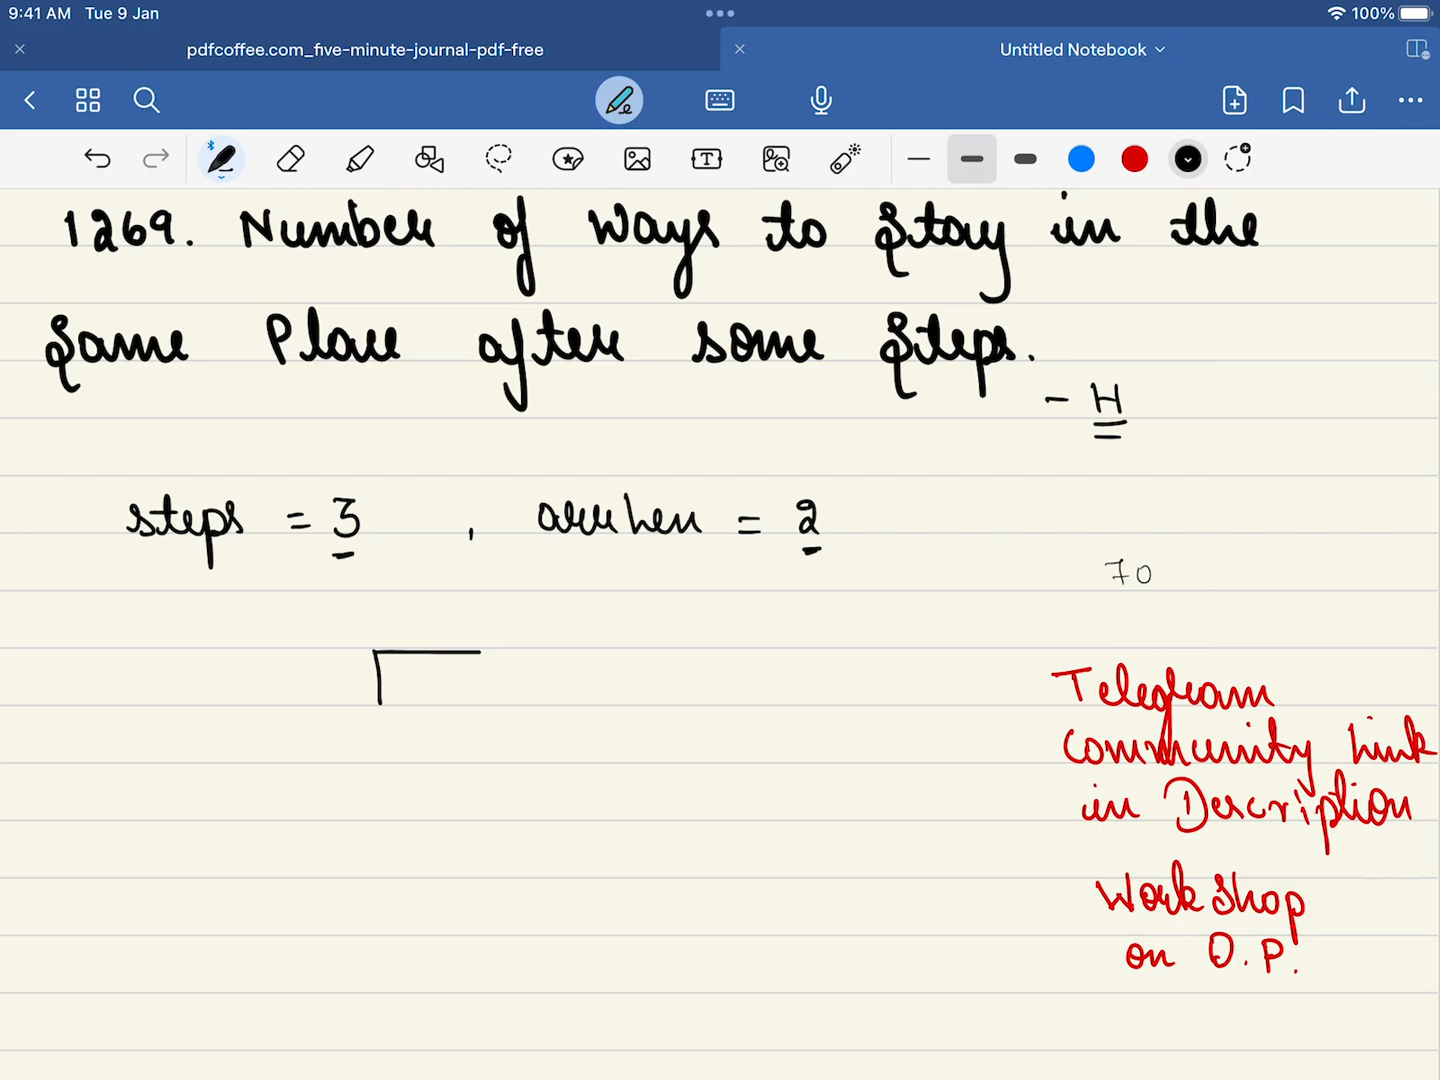 9:41 AM Tue 9 Jan
100%
pdfcoffee.com_five-minute-journal-pdf-free
Untitled Notebook
1269. Number of Ways to Stay in the
Same Place after some Steps.
- H
steps = 3 , arrLen = 2
70
Telegram
Community Link
in Description
WorkShop
on O.P.